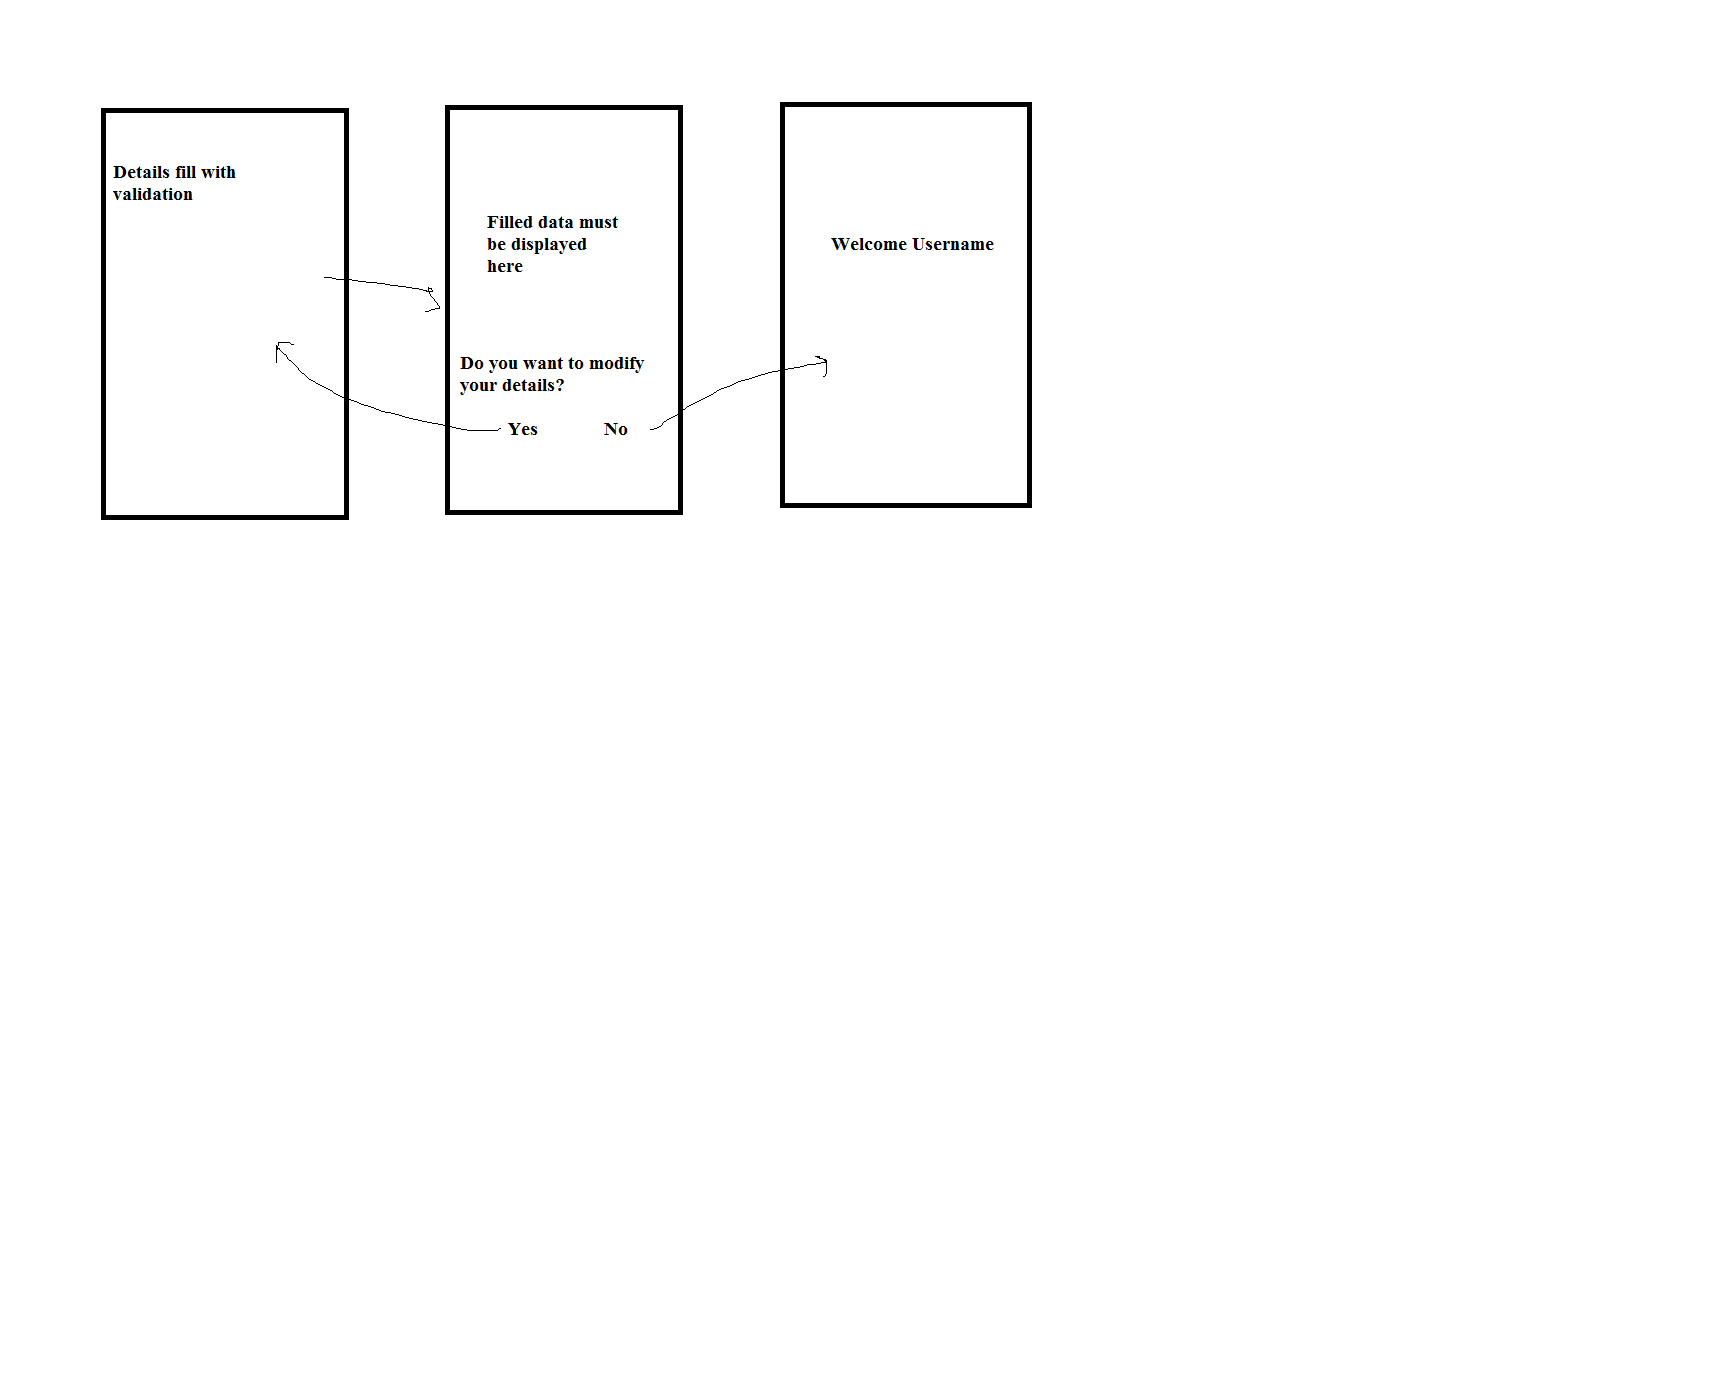 Details fill with
validation
Filled data must
be displayed
here
Do you want to modify
your details?
Yes No
Welcome Username